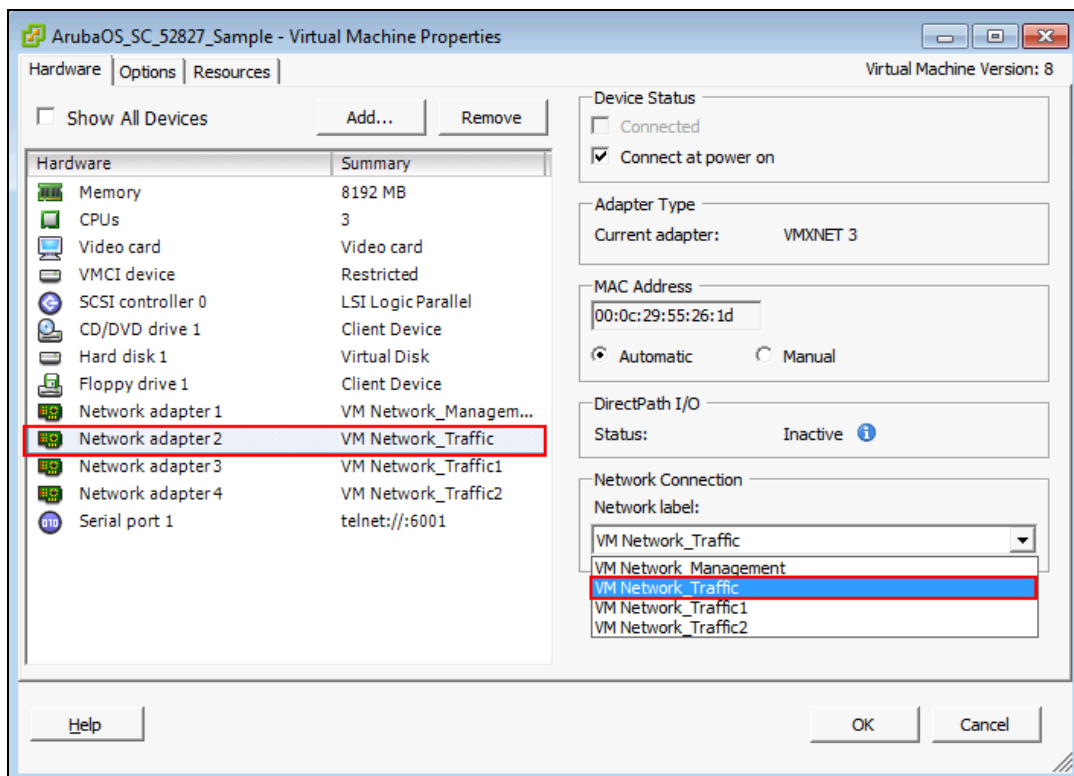 ArubaOS_SC_52827_Sample - Virtual Machine Properties
Hardware Options Resources
Virtual Machine Version: 8
Show All Devices
Add...
Remove
Hardware Summary
Memory 8192 MB
CPUs 3
Video card Video card
VMCI device Restricted
SCSI controller 0 LSI Logic Parallel
CD/DVD drive 1 Client Device
Hard disk 1 Virtual Disk
Floppy drive 1 Client Device
Network adapter 1 VM Network_Managem...
Network adapter 2 VM Network_Traffic
Network adapter 3 VM Network_Traffic1
Network adapter 4 VM Network_Traffic2
Serial port 1 telnet://:6001
Device Status
Connected
Connect at power on
Adapter Type
Current adapter: VMXNET 3
MAC Address
00:0c:29:55:26:1d
Automatic Manual
DirectPath I/O
Status: Inactive
Network Connection
Network label:
VM Network_Traffic
VM Network_Management
VM Network_Traffic
VM Network_Traffic1
VM Network_Traffic2
Help
OK
Cancel